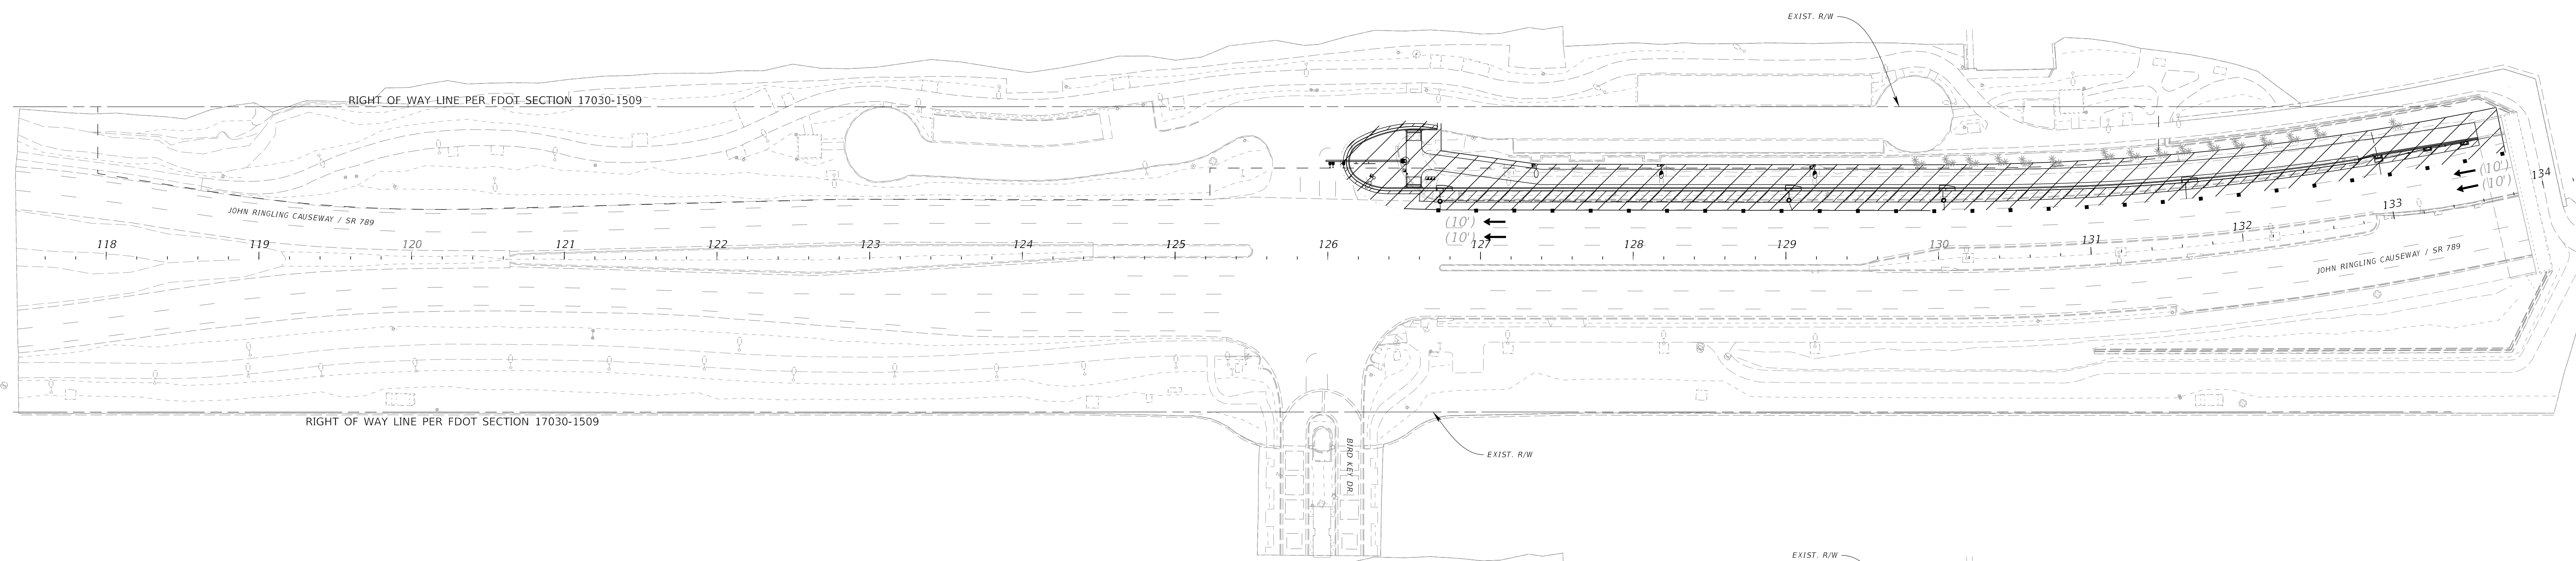 EXIST. R/W
RIGHT OF WAY LINE PER FDOT SECTION 17030-1509
(10')
(10')
134
133
JOHN RINGLING CAUSEWAY / SR 789
(10')
(10')
118
119
120
121
122
123
124
125
126
127
128
129
130
131
132
JOHN RINGLING CAUSEWAY / SR 789
RIGHT OF WAY LINE PER FDOT SECTION 17030-1509
BIRD KEY DR.
EXIST. R/W
EXIST. R/W